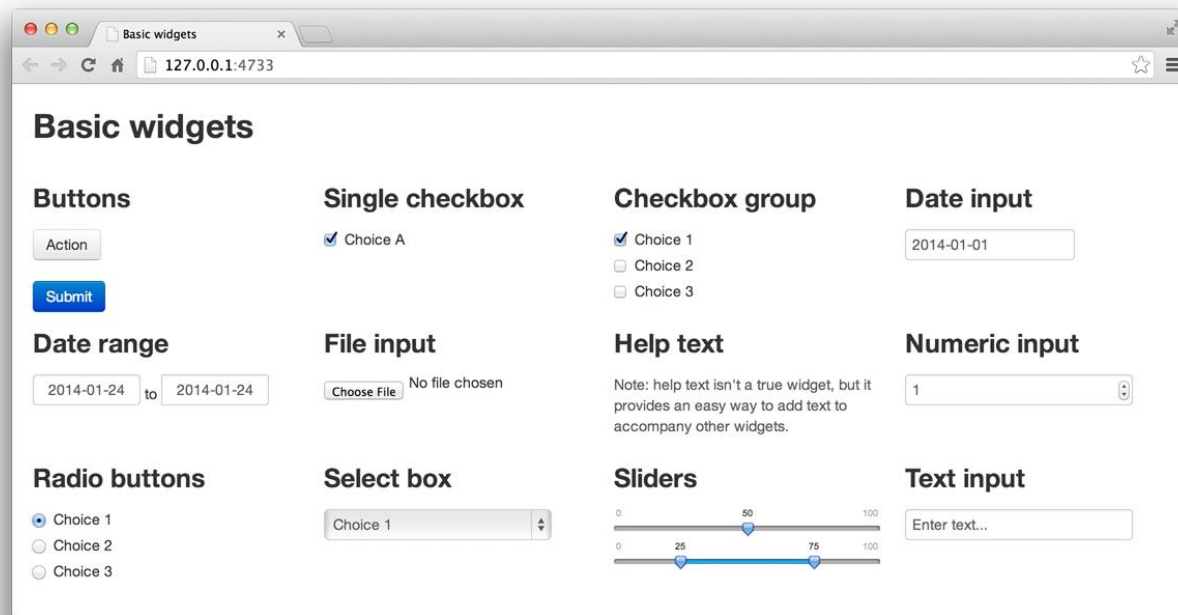 Basic widgets
127.0.0.1:4733
Basic widgets
Buttons
Action
Submit
Single checkbox
Choice A
Checkbox group
Choice 1
Choice 2
Choice 3
Date input
2014-01-01
Date range
2014-01-24 to 2014-01-24
File input
Choose File No file chosen
Help text
Note: help text isn't a true widget, but it
provides an easy way to add text to
accompany other widgets.
Numeric input
1
Radio buttons
Choice 1
Choice 2
Choice 3
Select box
Choice 1
Sliders
0 50 100
0 25 75 100
Text input
Enter text...